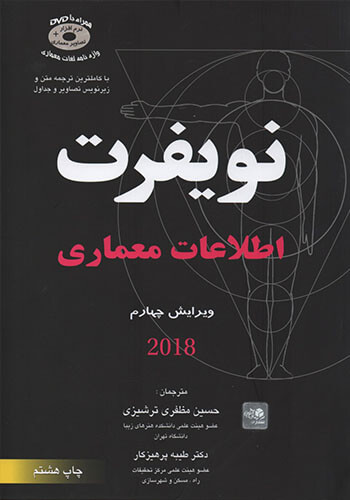 همراه با DVD
نرم افزار
تصاویر معماری
واژه نامه لغات معماری
با کاملترین ترجمه متن و
زیرنویس تصاویر و جداول
نویفرت
اطلاعات معماری
ویرایش چهارم
2018
مترجمان :
حسین مظفری ترشیزی
عضو هیئت علمی دانشکده هنرهای زیبا
دانشگاه تهران
دکتر طیبه پرهیزکار
عضو هیئت علمی مرکز تحقیقات
راه . مسکن و شهرسازی
چاپ هشتم